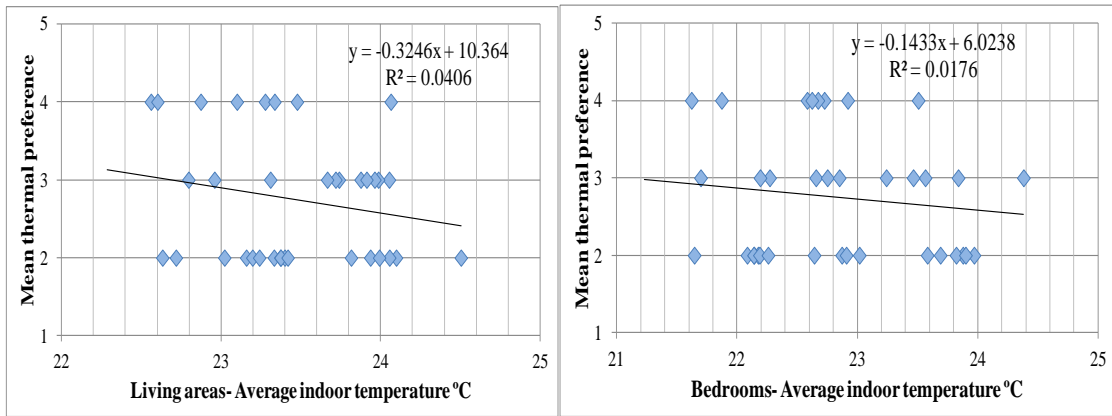 5
4
3
2
1
Mean thermal preference
y = -0.3246x + 10.364
R² = 0.0406
22
23
24
25
Living areas- Average indoor temperature ºC
5
4
3
2
1
Mean thermal preference
y = -0.1433x + 6.0238
R² = 0.0176
21
22
23
24
25
Bedrooms- Average indoor temperature ºC